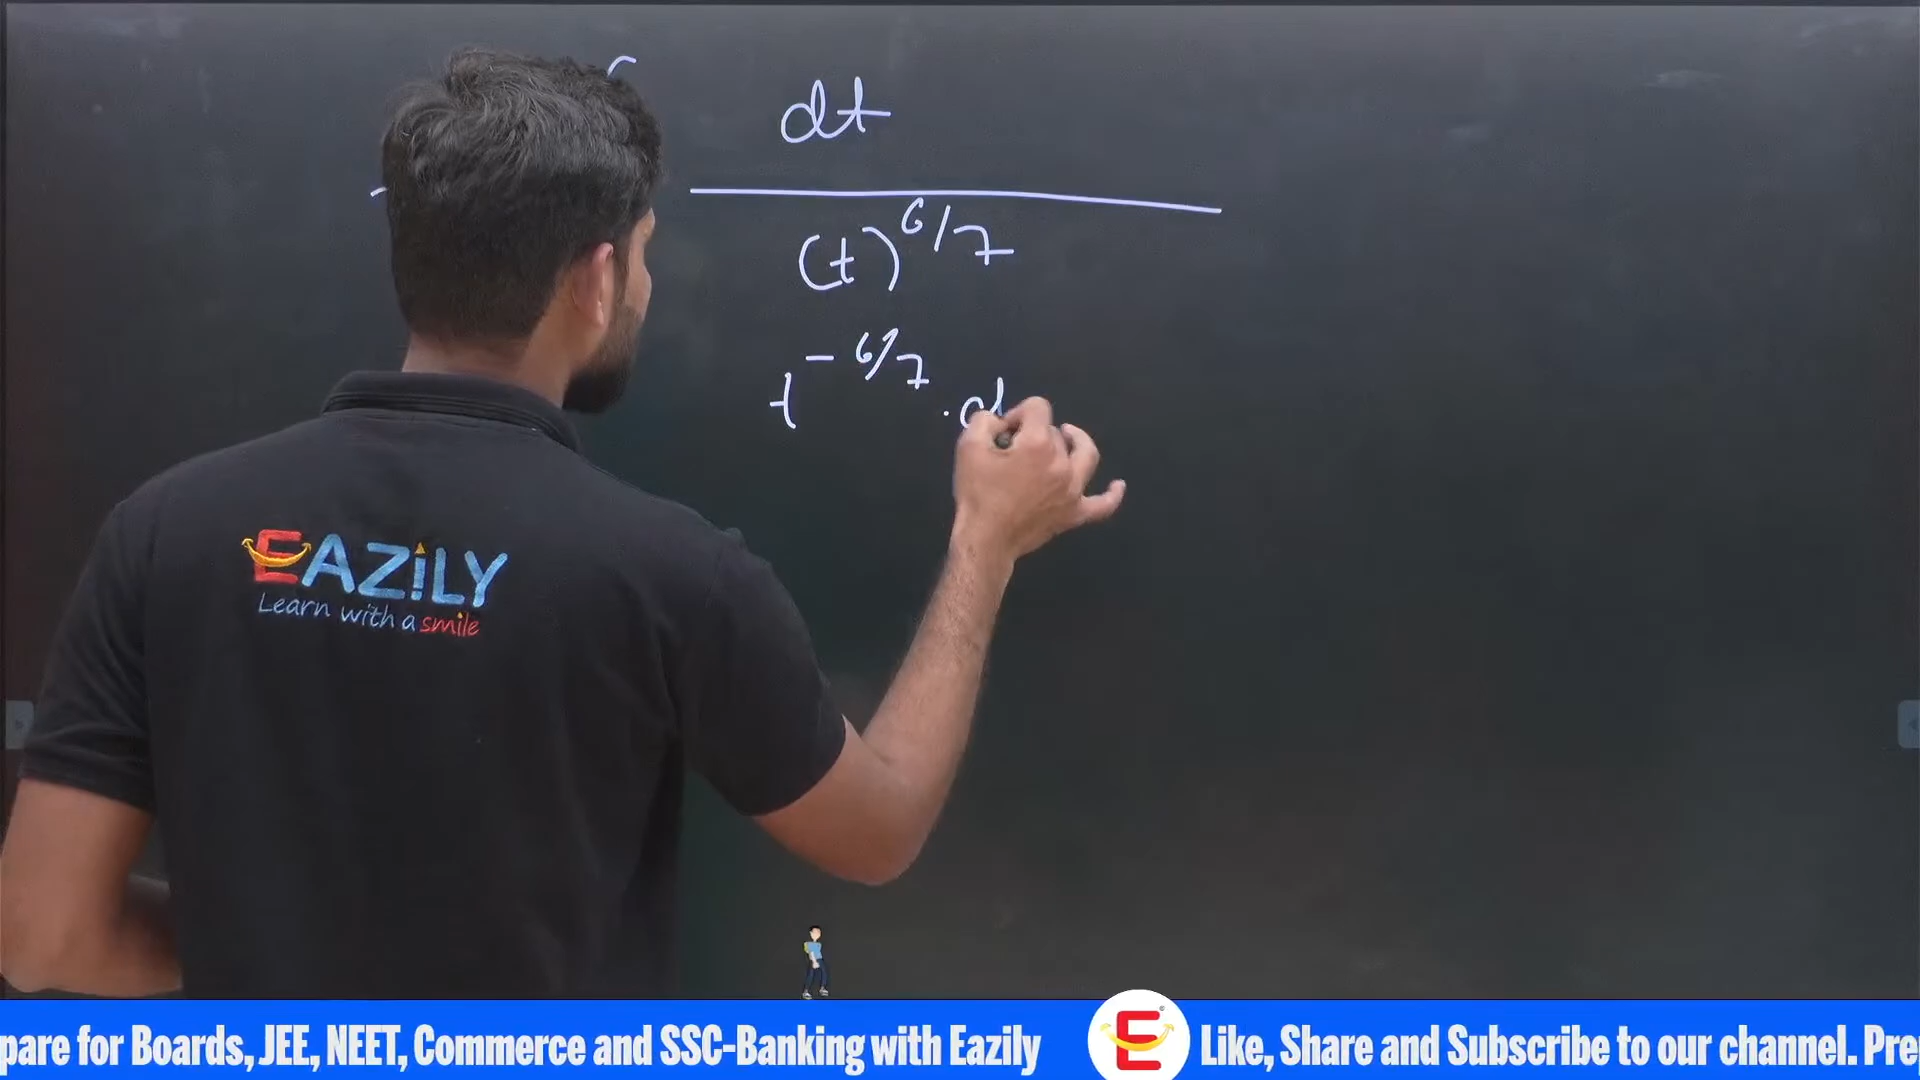 dt
(t)^6/7
t^-6/7 . d
EAZiLY
Learn with a smile
pare for Boards, JEE, NEET, Commerce and SSC-Banking with Eazily
E
Like, Share and Subscribe to our channel. Pre